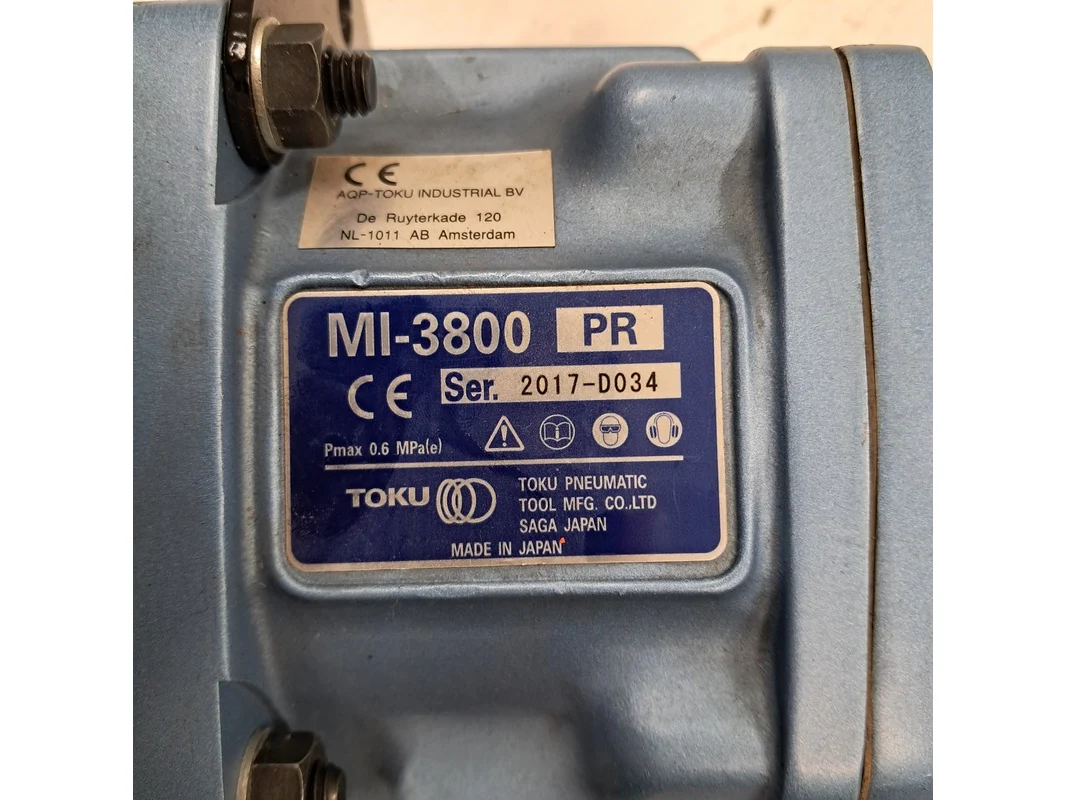 CE
AQP-TOKU INDUSTRIAL BV
De Ruyterkade 120
NL-1011 AB Amsterdam
MI-3800 PR
CE Ser. 2017-D034
Pmax 0.6 MPa(e)
TOKU
TOKU PNEUMATIC
TOOL MFG. CO.,LTD
SAGA JAPAN
MADE IN JAPAN